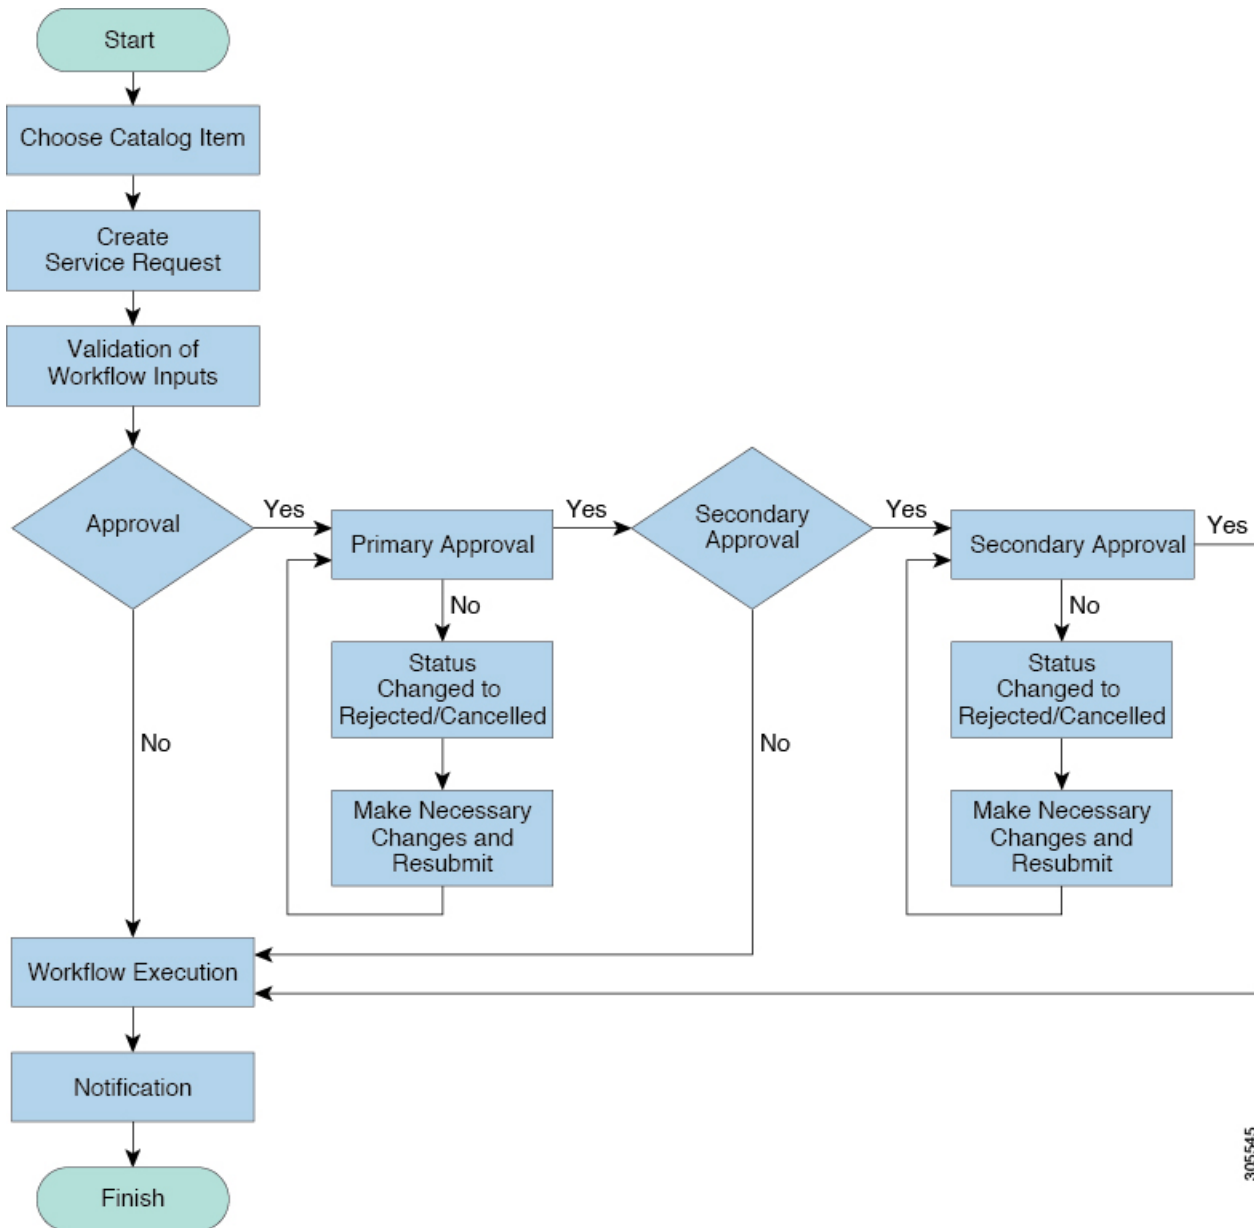 Start
Choose Catalog Item
Create
Service Request
Validation of
Workflow Inputs
Approval
Yes
Primary Approval
Yes
Secondary
Approval
Yes
Secondary Approval
Yes
No
Status
Changed to
Rejected/Cancelled
Make Necessary
Changes and
Resubmit
No
Status
Changed to
Rejected/Cancelled
Make Necessary
Changes and
Resubmit
No
No
Workflow Execution
Notification
Finish
305545